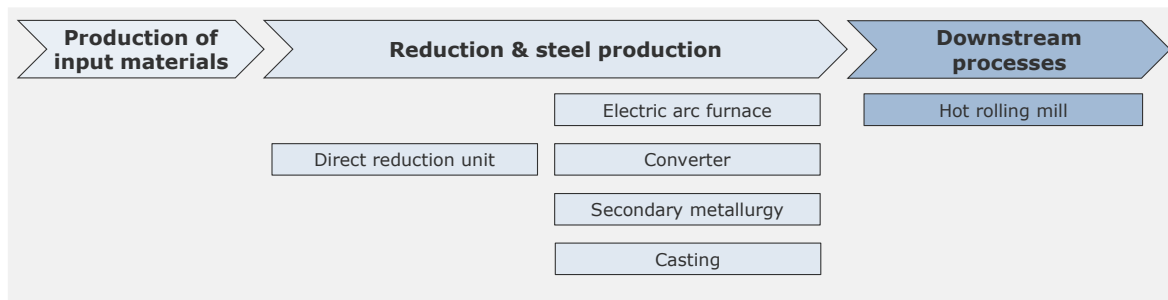 Production of
input materials
Reduction & steel production
Downstream
processes
Electric arc furnace
Hot rolling mill
Direct reduction unit
Converter
Secondary metallurgy
Casting